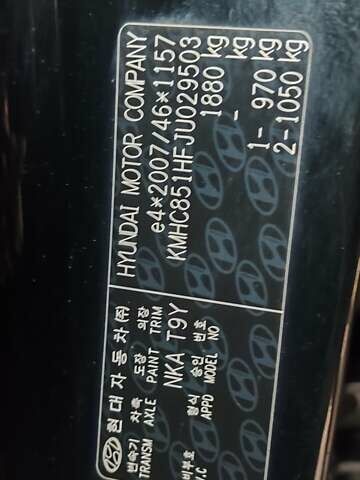 HYUNDAI MOTOR COMPANY
e4*2007/46*1157
KMHC851HFJU029503
1880 kg
- kg
1- 970 kg
2- 1050 kg
현대자동차(주)
변속기 차축 도장 의장
TRANSM AXLE PAINT TRIM
NKA T9Y
형식 승인 번호
APPD MODEL NO